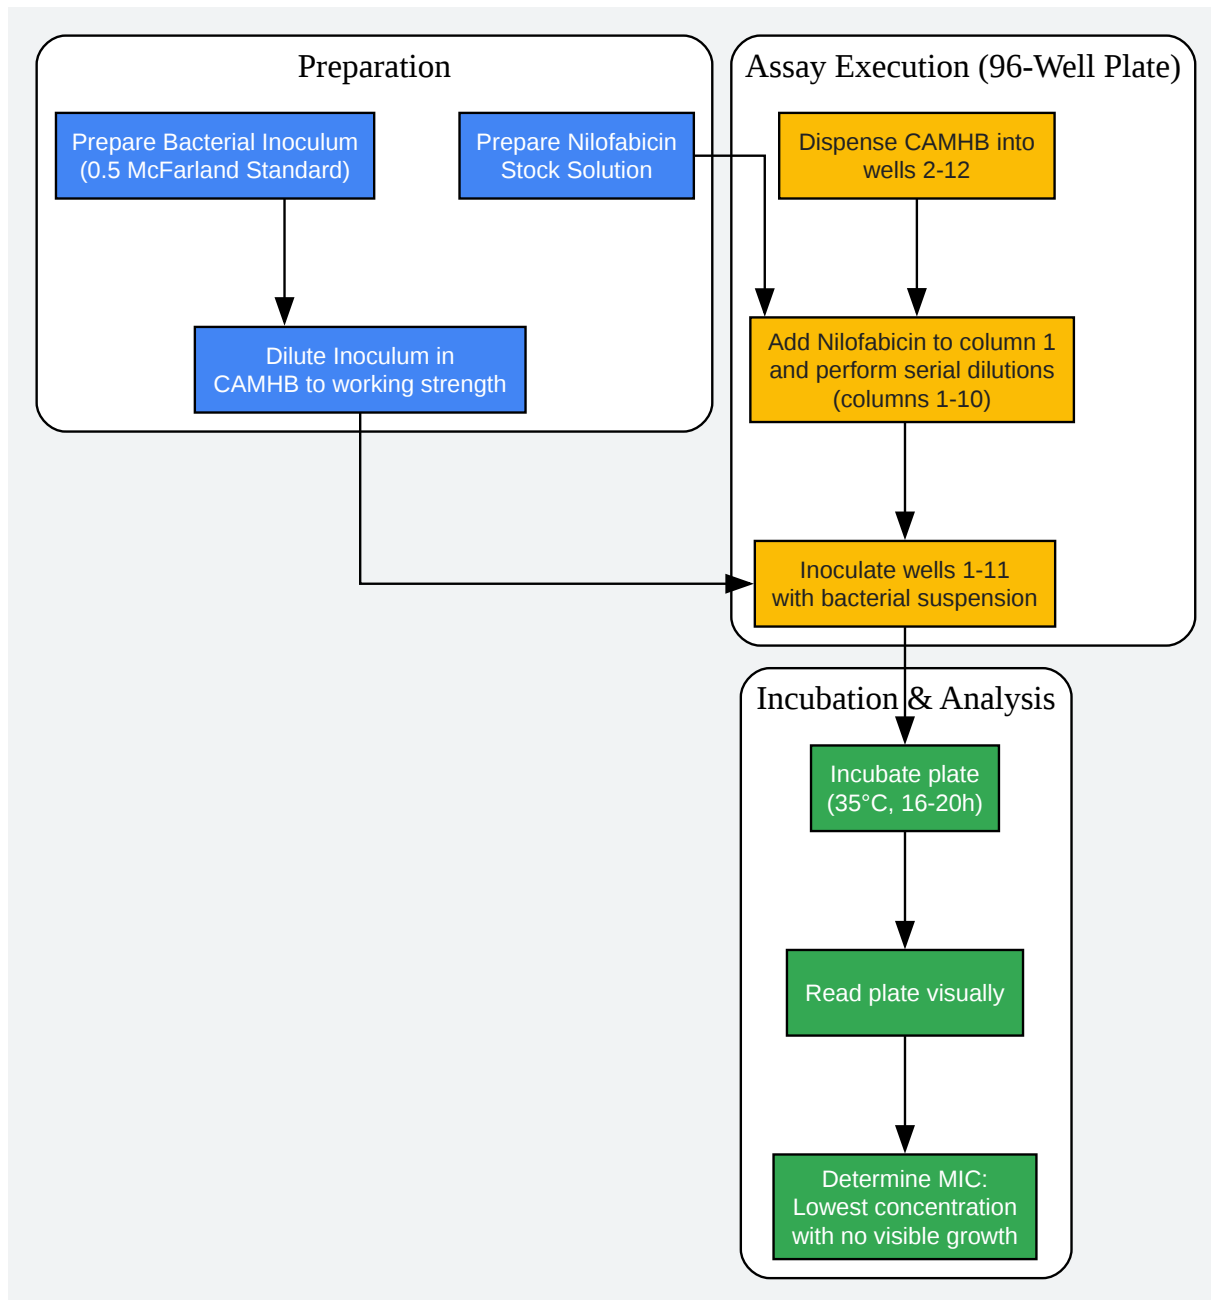 Preparation
Prepare Bacterial Inoculum
(0.5 McFarland Standard)
Prepare Nilofabicin
Stock Solution
Dilute Inoculum in
CAMHB to working strength
Assay Execution (96-Well Plate)
Dispense CAMHB into
wells 2-12
Add Nilofabicin to column 1
and perform serial dilutions
(columns 1-10)
Inoculate wells 1-11
with bacterial suspension
Incubation & Analysis
Incubate plate
(35°C, 16-20h)
Read plate visually
Determine MIC:
Lowest concentration
with no visible growth